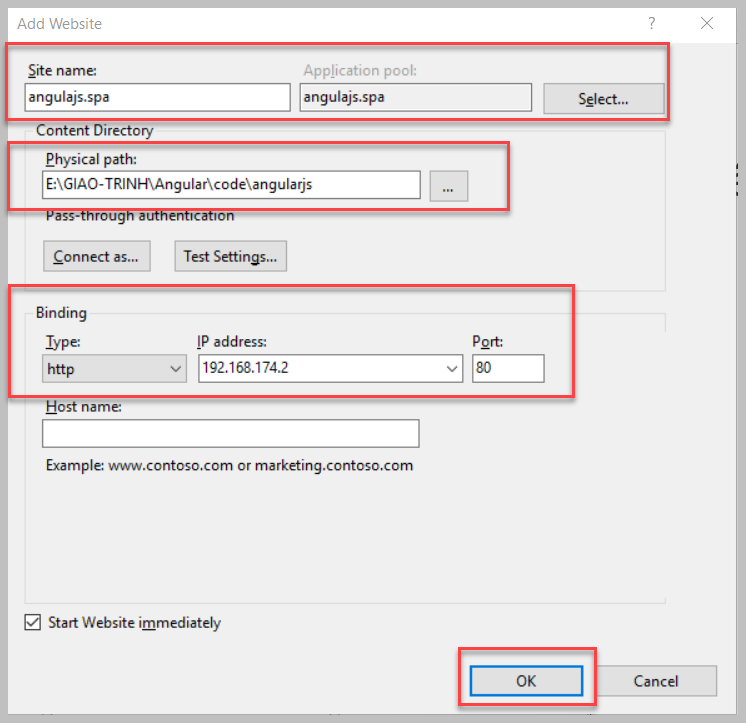 Add Website
?
Site name:
Application pool:
angulajs.spa
angulajs.spa
Select...
Content Directory
Physical path:
E:\GIAO-TRINH\Angular\code\angularjs
...
Pass-through authentication
Connect as...
Test Settings...
Binding
Type:
IP address:
Port:
http
192.168.174.2
80
Host name:
Example: www.contoso.com or marketing.contoso.com
Start Website immediately
OK
Cancel